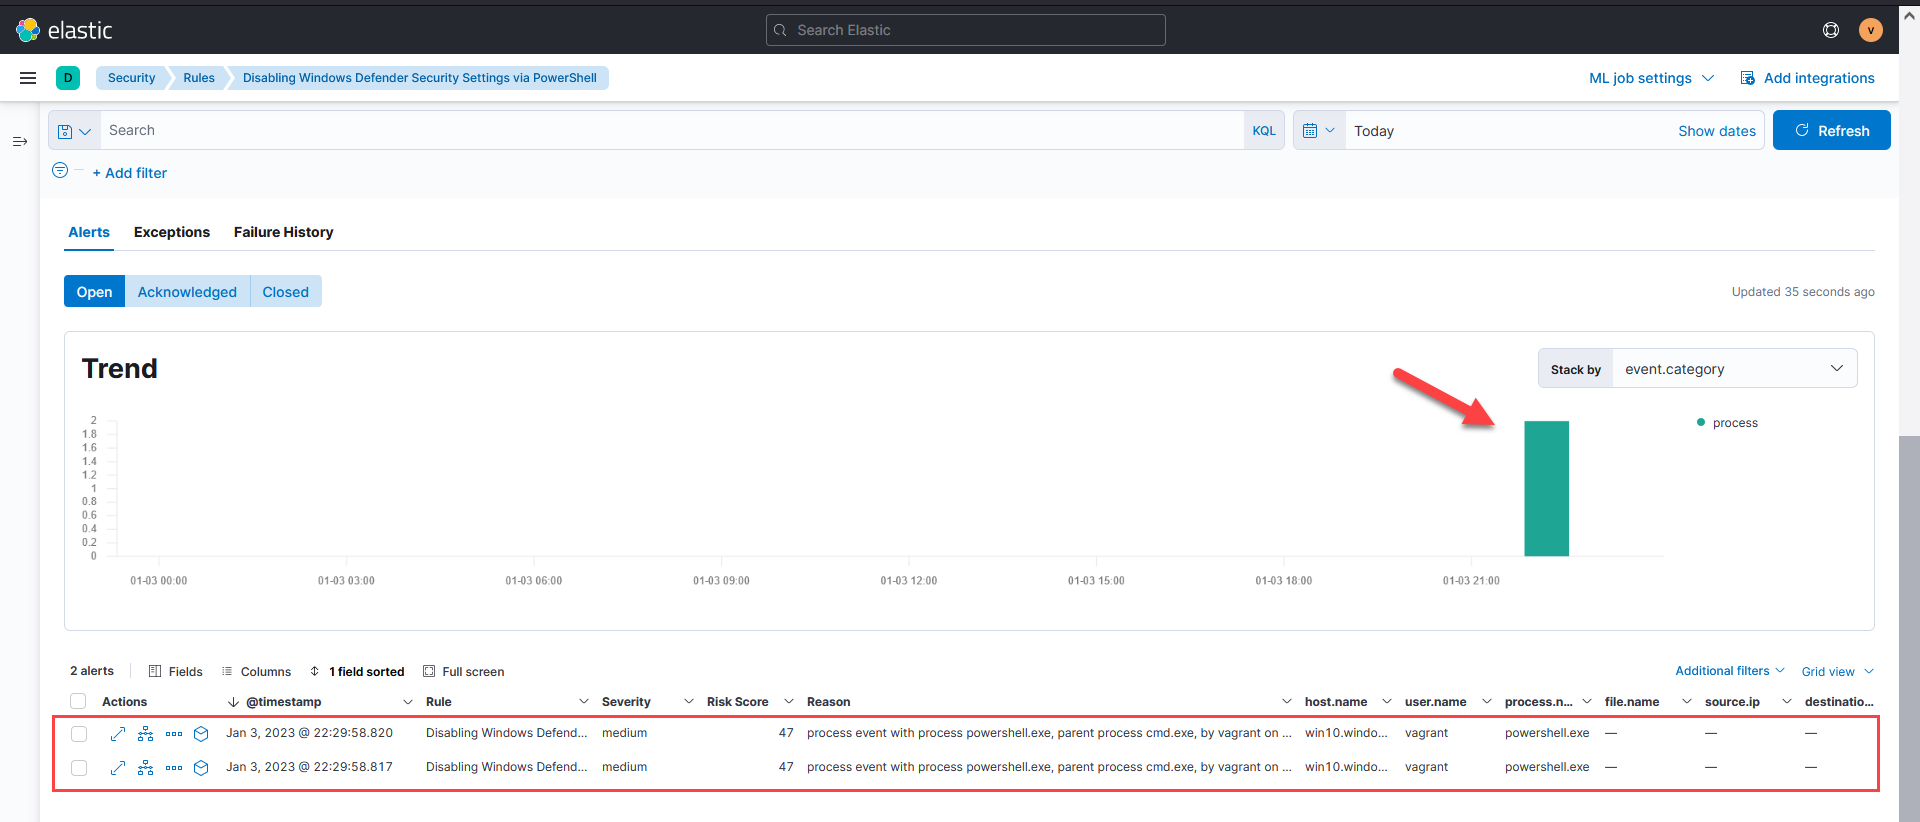 elastic
Search Elastic
v
D
Security
Rules
Disabling Windows Defender Security Settings via PowerShell
ML job settings
Add integrations
Search
KQL
Today
Show dates
Refresh
+ Add filter
Alerts
Exceptions
Failure History
Open
Acknowledged
Closed
Updated 35 seconds ago
Trend
Stack by
event.category
process
2
1.8
1.6
1.4
1.2
1
0.8
0.6
0.4
0.2
0
01-03 00:00
01-03 03:00
01-03 06:00
01-03 09:00
01-03 12:00
01-03 15:00
01-03 18:00
01-03 21:00
2 alerts
Fields
Columns
1 field sorted
Full screen
Additional filters
Grid view
Actions @timestamp Rule Severity Risk Score Reason host.name user.name process.n... file.name source.ip destinatio...
Jan 3, 2023 @ 22:29:58.820 Disabling Windows Defend... medium 47 process event with process powershell.exe, parent process cmd.exe, by vagrant on ... win10.windo... vagrant powershell.exe — — —
Jan 3, 2023 @ 22:29:58.817 Disabling Windows Defend... medium 47 process event with process powershell.exe, parent process cmd.exe, by vagrant on ... win10.windo... vagrant powershell.exe — — —